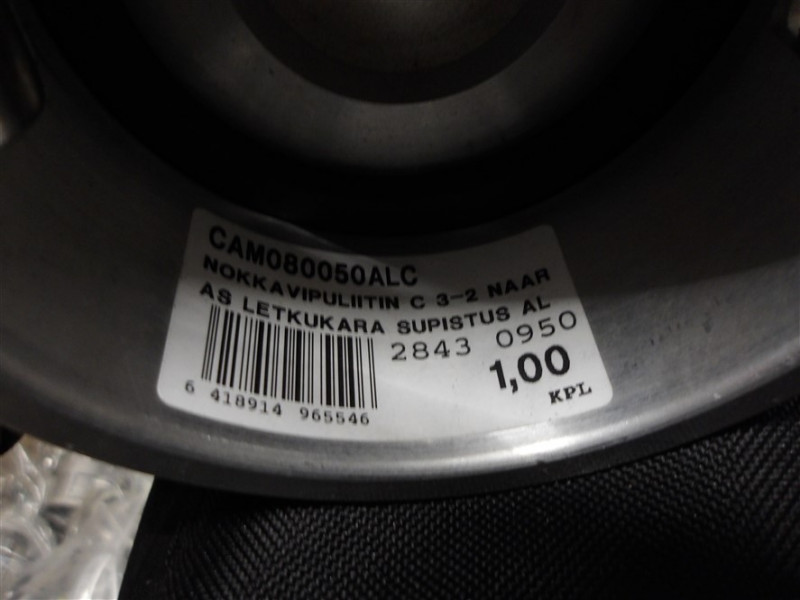 CAM080050ALC
NOKKAVIPULIITIN C 3-2 NAAR
AS LETKUKARA SUPISTUS AL
2843 0950
1,00
KPL
6 418914 965546